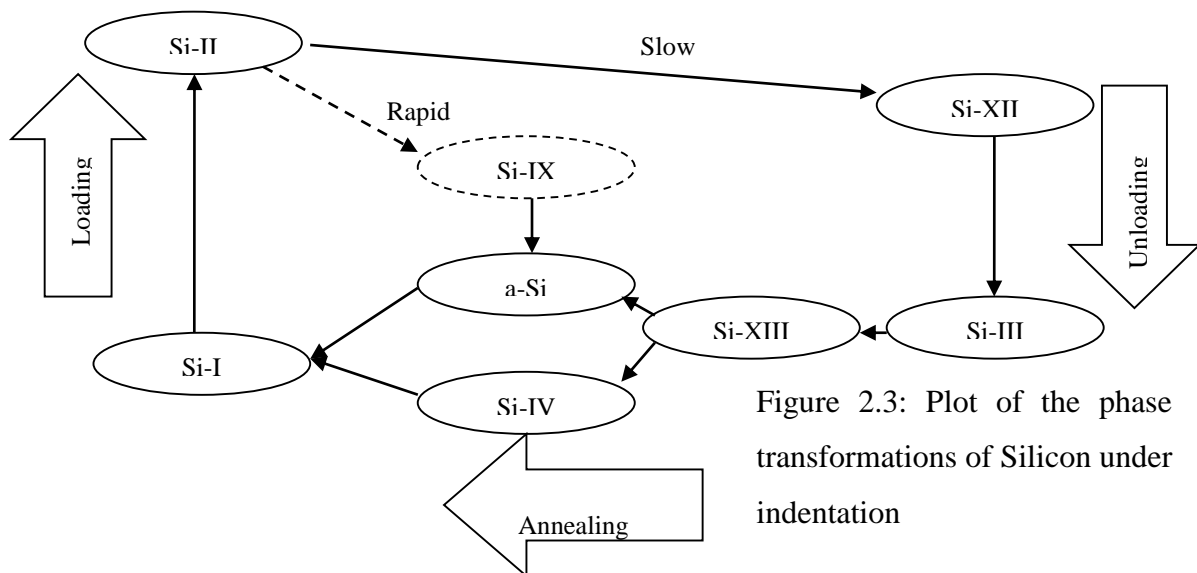 Si-II
Slow
Si-XII
Rapid
Si-IX
Loading
Unloading
a-Si
Si-XIII
Si-III
Si-I
Si-IV
Figure 2.3: Plot of the phase
transformations of Silicon under
indentation
Annealing